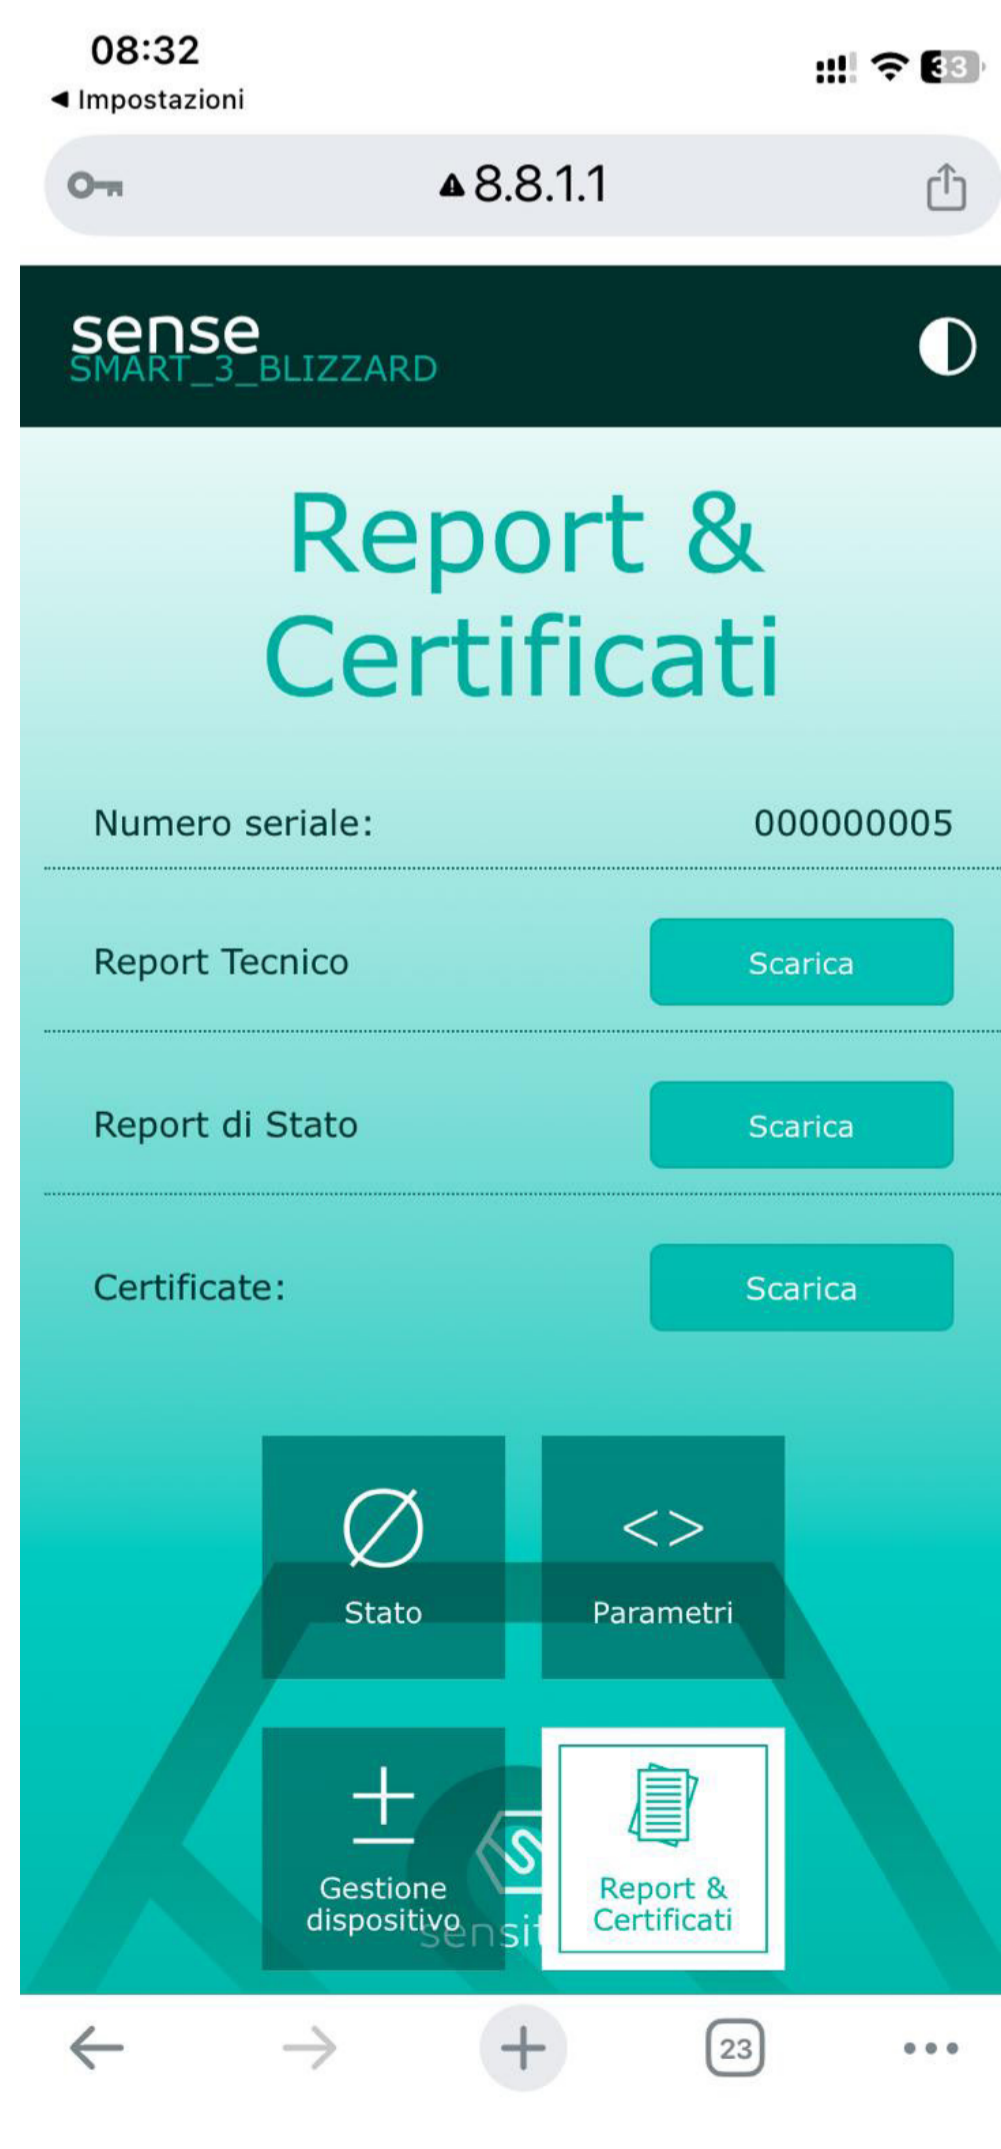 08:32
33
◀ Impostazioni
8.8.1.1
sense
SMART_3_BLIZZARD
Report &
Certificati
Numero seriale: 000000005
Report Tecnico Scarica
Report di Stato Scarica
Certificate: Scarica
Stato
<>
Parametri
Gestione
dispositivo
Report &
Certificati
23